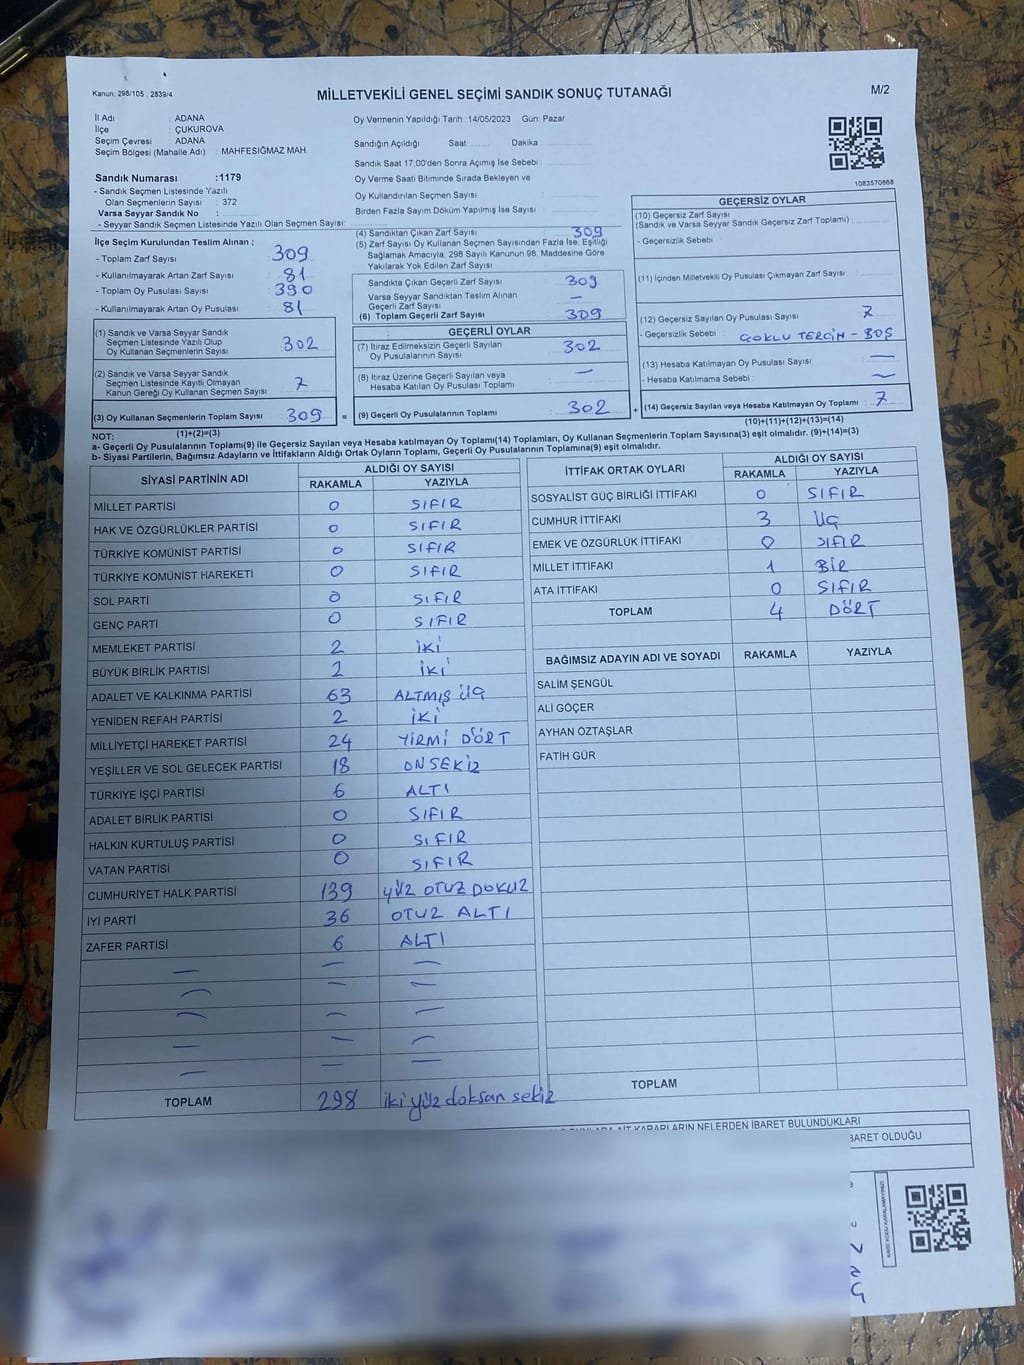 Kanun: 298/105 , 2839/4
MİLLETVEKİLİ GENEL SEÇİMİ SANDIK SONUÇ TUTANAĞI
M/2
İl Adı : ADANA
İlçe : ÇUKUROVA
Seçim Çevresi : ADANA
Seçim Bölgesi (Mahalle Adı) : MAHFESIĞMAZ MAH.
Sandık Numarası :1179
- Sandık Seçmen Listesinde Yazılı
Olan Seçmenlerin Sayısı : 372
Varsa Seyyar Sandık No :
- Seyyar Sandık Seçmen Listesinde Yazılı Olan Seçmen Sayısı:
Oy Vermenin Yapıldığı Tarih :14/05/2023 Gün: Pazar
Sandığın Açıldığı Saat Dakika
Sandık Saat 17:00'den Sonra Açımış İse Sebebi :
Oy Verme Saati Bitiminde Sırada Bekleyen ve
Oy Kullandırılan Seçmen Sayısı
Birden Fazla Sayım Döküm Yapılmış İse Sayısı :
1083570868
İlçe Seçim Kurulundan Teslim Alınan ;
- Toplam Zarf Sayısı : 309
- Kullanılmayarak Artan Zarf Sayısı : 81
- Toplam Oy Pusulası Sayısı : 390
- Kullanılmayarak Artan Oy Pusulası : 81
(1) Sandık ve Varsa Seyyar Sandık
Seçmen Listesinde Yazılı Olup
Oy Kullanan Seçmenlerin Sayısı 302
(2) Sandık ve Varsa Seyyar Sandık
Seçmen Listesinde Kayıtlı Olmayan
Kanun Gereği Oy Kullanan Seçmen Sayısı 7
(3) Oy Kullanan Seçmenlerin Toplam Sayısı 309 =
(1)+(2)=(3)
(4) Sandıktan Çıkan Zarf Sayısı : 309
(5) Zarf Sayısı Oy Kullanan Seçmen Sayısından Fazla İse, Eşitliği
Sağlamak Amacıyla; 298 Sayılı Kanunun 98. Maddesine Göre
Yakılarak Yok Edilen Zarf Sayısı
Sandıkta Çıkan Geçerli Zarf Sayısı : 309
Varsa Seyyar Sandıktan Teslim Alınan
Geçerli Zarf Sayısı : —
(6) Toplam Geçerli Zarf Sayısı : 309
GEÇERLİ OYLAR
(7) İtiraz Edilmeksizin Geçerli Sayılan
Oy Pusulalarının Sayısı 302
(8) İtiraz Üzerine Geçerli Sayılan veya
Hesaba Katılan Oy Pusulası Toplamı —
(9) Geçerli Oy Pusulalarının Toplamı 302 +
GEÇERSİZ OYLAR
(10) Geçersiz Zarf Sayısı
(Sandık ve Varsa Seyyar Sandık Geçersiz Zarf Toplamı) :
- Geçersizlik Sebebi :
(11) İçinden Milletvekili Oy Pusulası Çıkmayan Zarf Sayısı :
(12) Geçersiz Sayılan Oy Pusulası Sayısı : 7
- Geçersizlik Sebebi : ÇOKLU TERCİH - BOŞ
(13) Hesaba Katılmayan Oy Pusulası Sayısı : —
- Hesaba Katılmama Sebebi : —
(14) Geçersiz Sayılan veya Hesaba Katılmayan Oy Toplamı : 7
(10)+(11)+(12)+(13)=(14)
NOT:
a- Geçerli Oy Pusulalarının Toplamı(9) ile Geçersiz Sayılan veya Hesaba katılmayan Oy Toplamı(14) Toplamları, Oy Kullanan Seçmenlerin Toplam Sayısına(3) eşit olmalıdır. (9)+(14)=(3)
b- Siyasi Partilerin, Bağımsız Adayların ve İttifakların Aldığı Ortak Oyların Toplamı, Geçerli Oy Pusulalarının Toplamına(9) eşit olmalıdır.
SİYASİ PARTİNİN ADI ALDIĞI OY SAYISI
RAKAMLA YAZIYLA
MİLLET PARTİSİ 0 SIFIR
HAK VE ÖZGÜRLÜKLER PARTİSİ 0 SIFIR
TÜRKİYE KOMÜNİST PARTİSİ 0 SIFIR
TÜRKİYE KOMÜNİST HAREKETİ 0 SIFIR
SOL PARTİ 0 SIFIR
GENÇ PARTİ 0 SIFIR
MEMLEKET PARTİSİ 2 İKİ
BÜYÜK BİRLİK PARTİSİ 2 İKİ
ADALET VE KALKINMA PARTİSİ 63 ALTMIŞ ÜÇ
YENİDEN REFAH PARTİSİ 2 İKİ
MİLLİYETÇİ HAREKET PARTİSİ 24 YİRMİ DÖRT
YEŞİLLER VE SOL GELECEK PARTİSİ 18 ONSEKİZ
TÜRKİYE İŞÇİ PARTİSİ 6 ALTI
ADALET BİRLİK PARTİSİ 0 SIFIR
HALKIN KURTULUŞ PARTİSİ 0 SIFIR
VATAN PARTİSİ 0 SIFIR
CUMHURİYET HALK PARTİSİ 139 YÜZ OTUZ DOKUZ
İYİ PARTİ 36 OTUZ ALTI
ZAFER PARTİSİ 6 ALTI
— — —
— — —
— — —
— — —
— — —
TOPLAM 298 iki yüz doksan sekiz
İTTİFAK ORTAK OYLARI ALDIĞI OY SAYISI
RAKAMLA YAZIYLA
SOSYALİST GÜÇ BİRLİĞİ İTTİFAKI 0 SIFIR
CUMHUR İTTİFAKI 3 ÜÇ
EMEK VE ÖZGÜRLÜK İTTİFAKI 0 SIFIR
MİLLET İTTİFAKI 1 BİR
ATA İTTİFAKI 0 SIFIR
TOPLAM 4 DÖRT
BAĞIMSIZ ADAYIN ADI VE SOYADI RAKAMLA YAZIYLA
SALİM ŞENGÜL
ALİ GÖÇER
AYHAN ÖZTAŞLAR
FATİH GÜR
TOPLAM
KARARLARIN NELERDEN İBARET BULUNDUKLARI
OLDUĞU